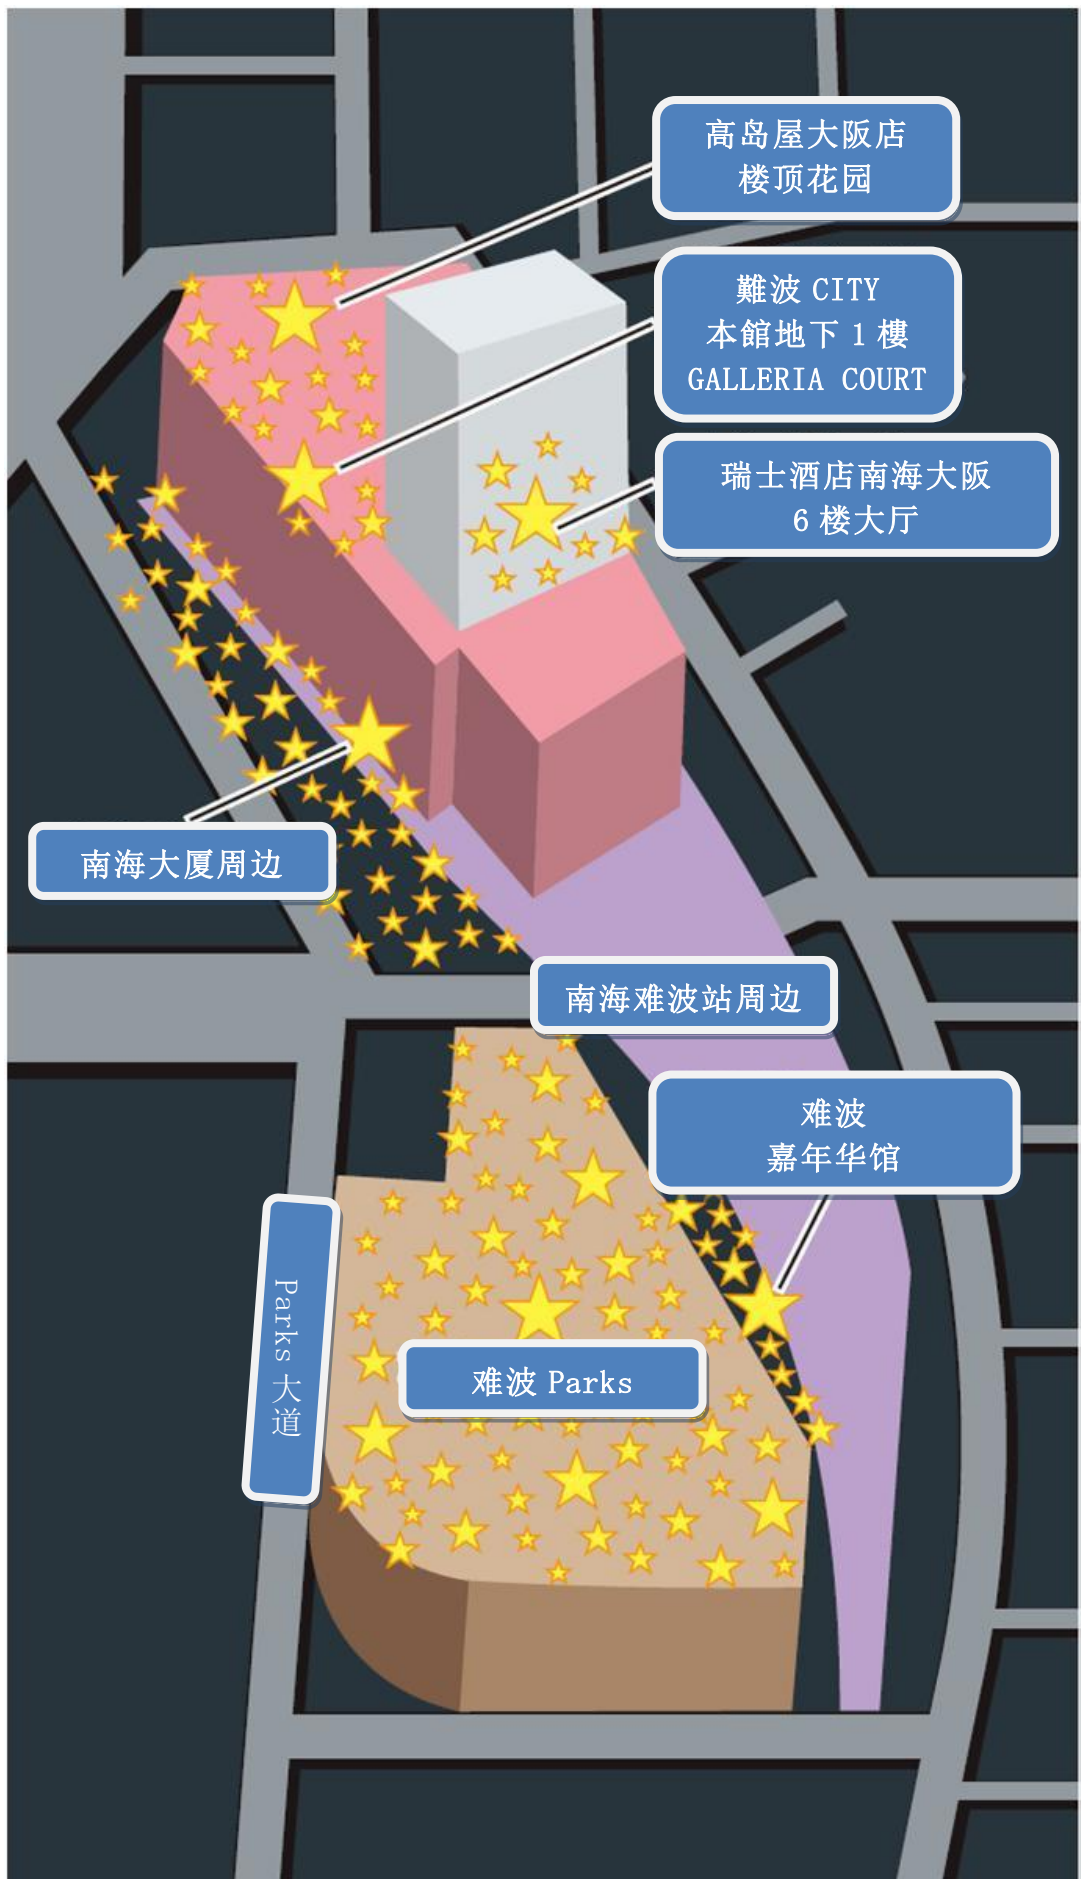 高岛屋大阪店
楼顶花园
難波 CITY
本館地下 1 樓
GALLERIA COURT
瑞士酒店南海大阪
6 楼大厅
南海大厦周边
南海难波站周边
难波
嘉年华馆
Parks 大道
难波 Parks